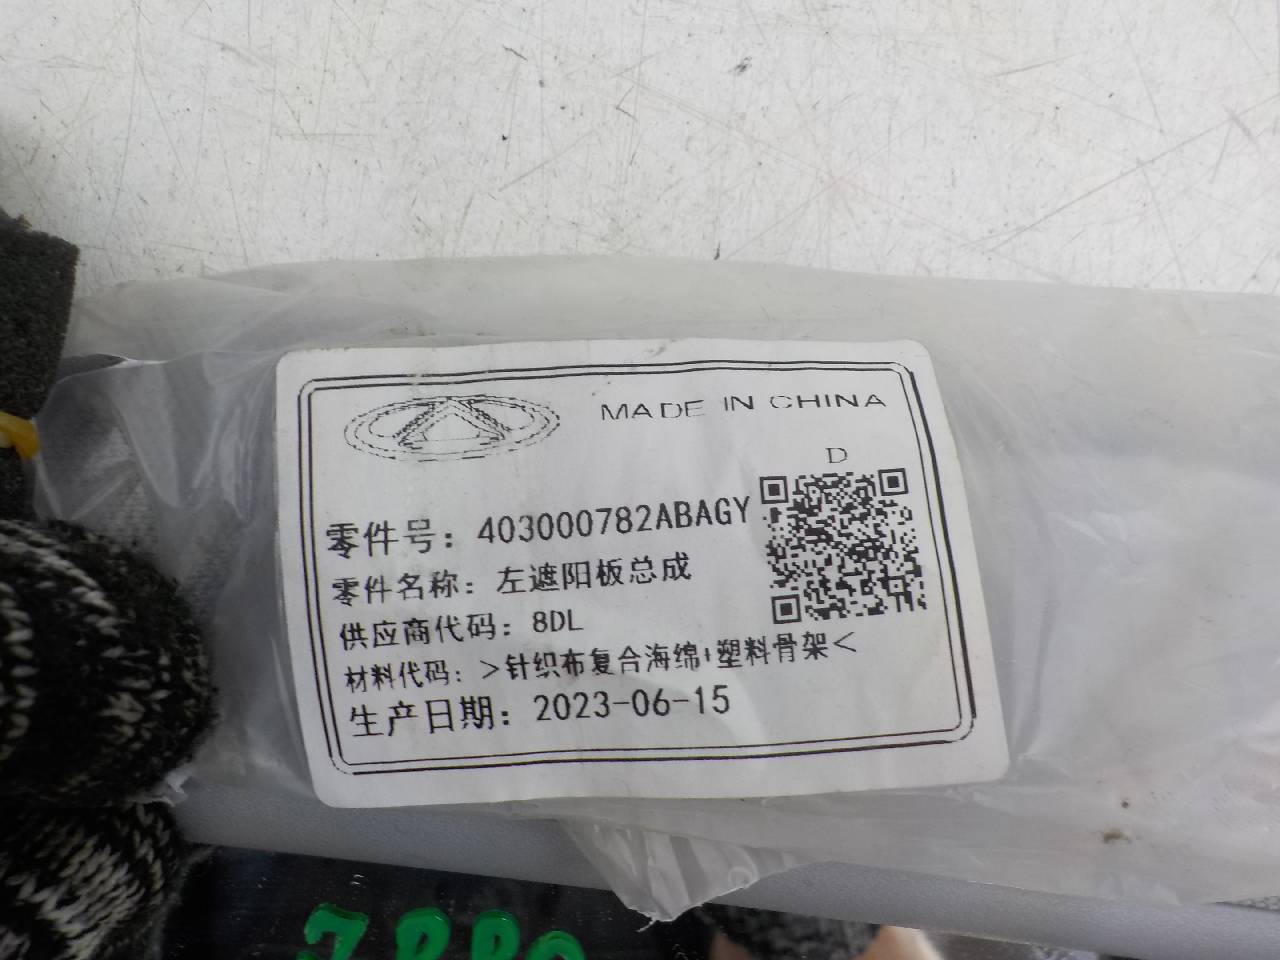 MADE IN CHINA
D
零件号：403000782ABAGY
零件名称：左遮阳板总成
供应商代码：8DL
材料代码：>针织布复合海绵+塑料骨架<
生产日期：2023-06-15